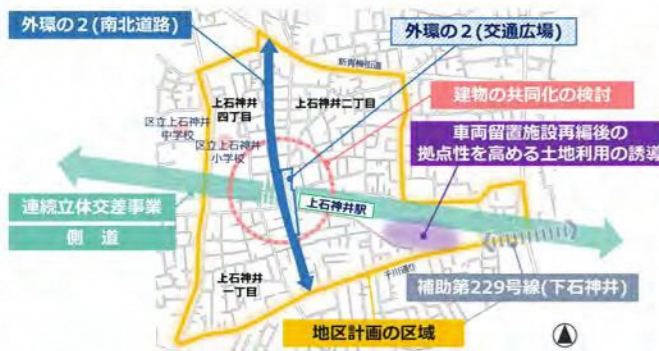 外環の2(南北道路)
外環の2(交通広場)
新青梅街道
上石神井
四丁目
上石神井二丁目
建物の共同化の検討
区立上石神井
中学校
区立上石神井
小学校
車両留置施設再編後の
拠点性を高める土地利用の誘導
連続立体交差事業
側 道
上石神井駅
上石神井
一丁目
千川通り
補助第229号線(下石神井)
地区計画の区域